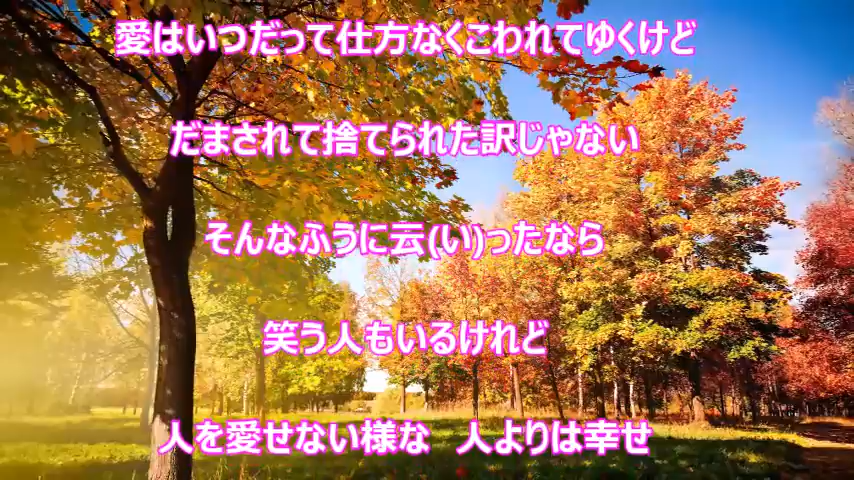 愛はいつだって仕方なくこわれてゆくけど
だまされて捨てられた訳じゃない
そんなふうに云(い)ったなら
笑う人もいるけれど
人を愛せない様な　人よりは幸せ